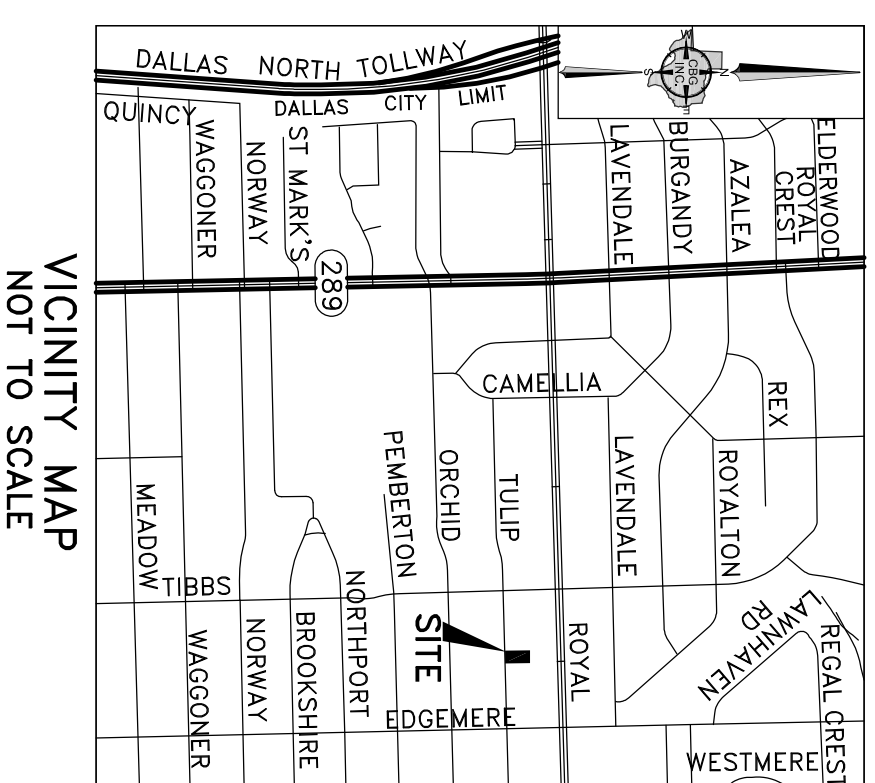 DALLAS NORTH TOLLWAY
W
N
S
E
CBG
INC.
QUINCY
DALLAS CITY LIMIT
WAGGONER
NORWAY
ST MARK'S
LAVENDALE
BURGANDY
AZALEA
ROYAL
CREST
ELDERWOOD
289
CAMELLIA
REX
MEADOW
PEMBERTON
ORCHID
TULIP
LAVENDALE
ROYALTON
TIBBS
WAGGONER
NORWAY
BROOKSHIRE
NORTHPORT
SITE
ROYAL
LAWNHAVEN
RD
REGAL CREST
EDGEMERE
WESTMERE
VICINITY MAP
NOT TO SCALE